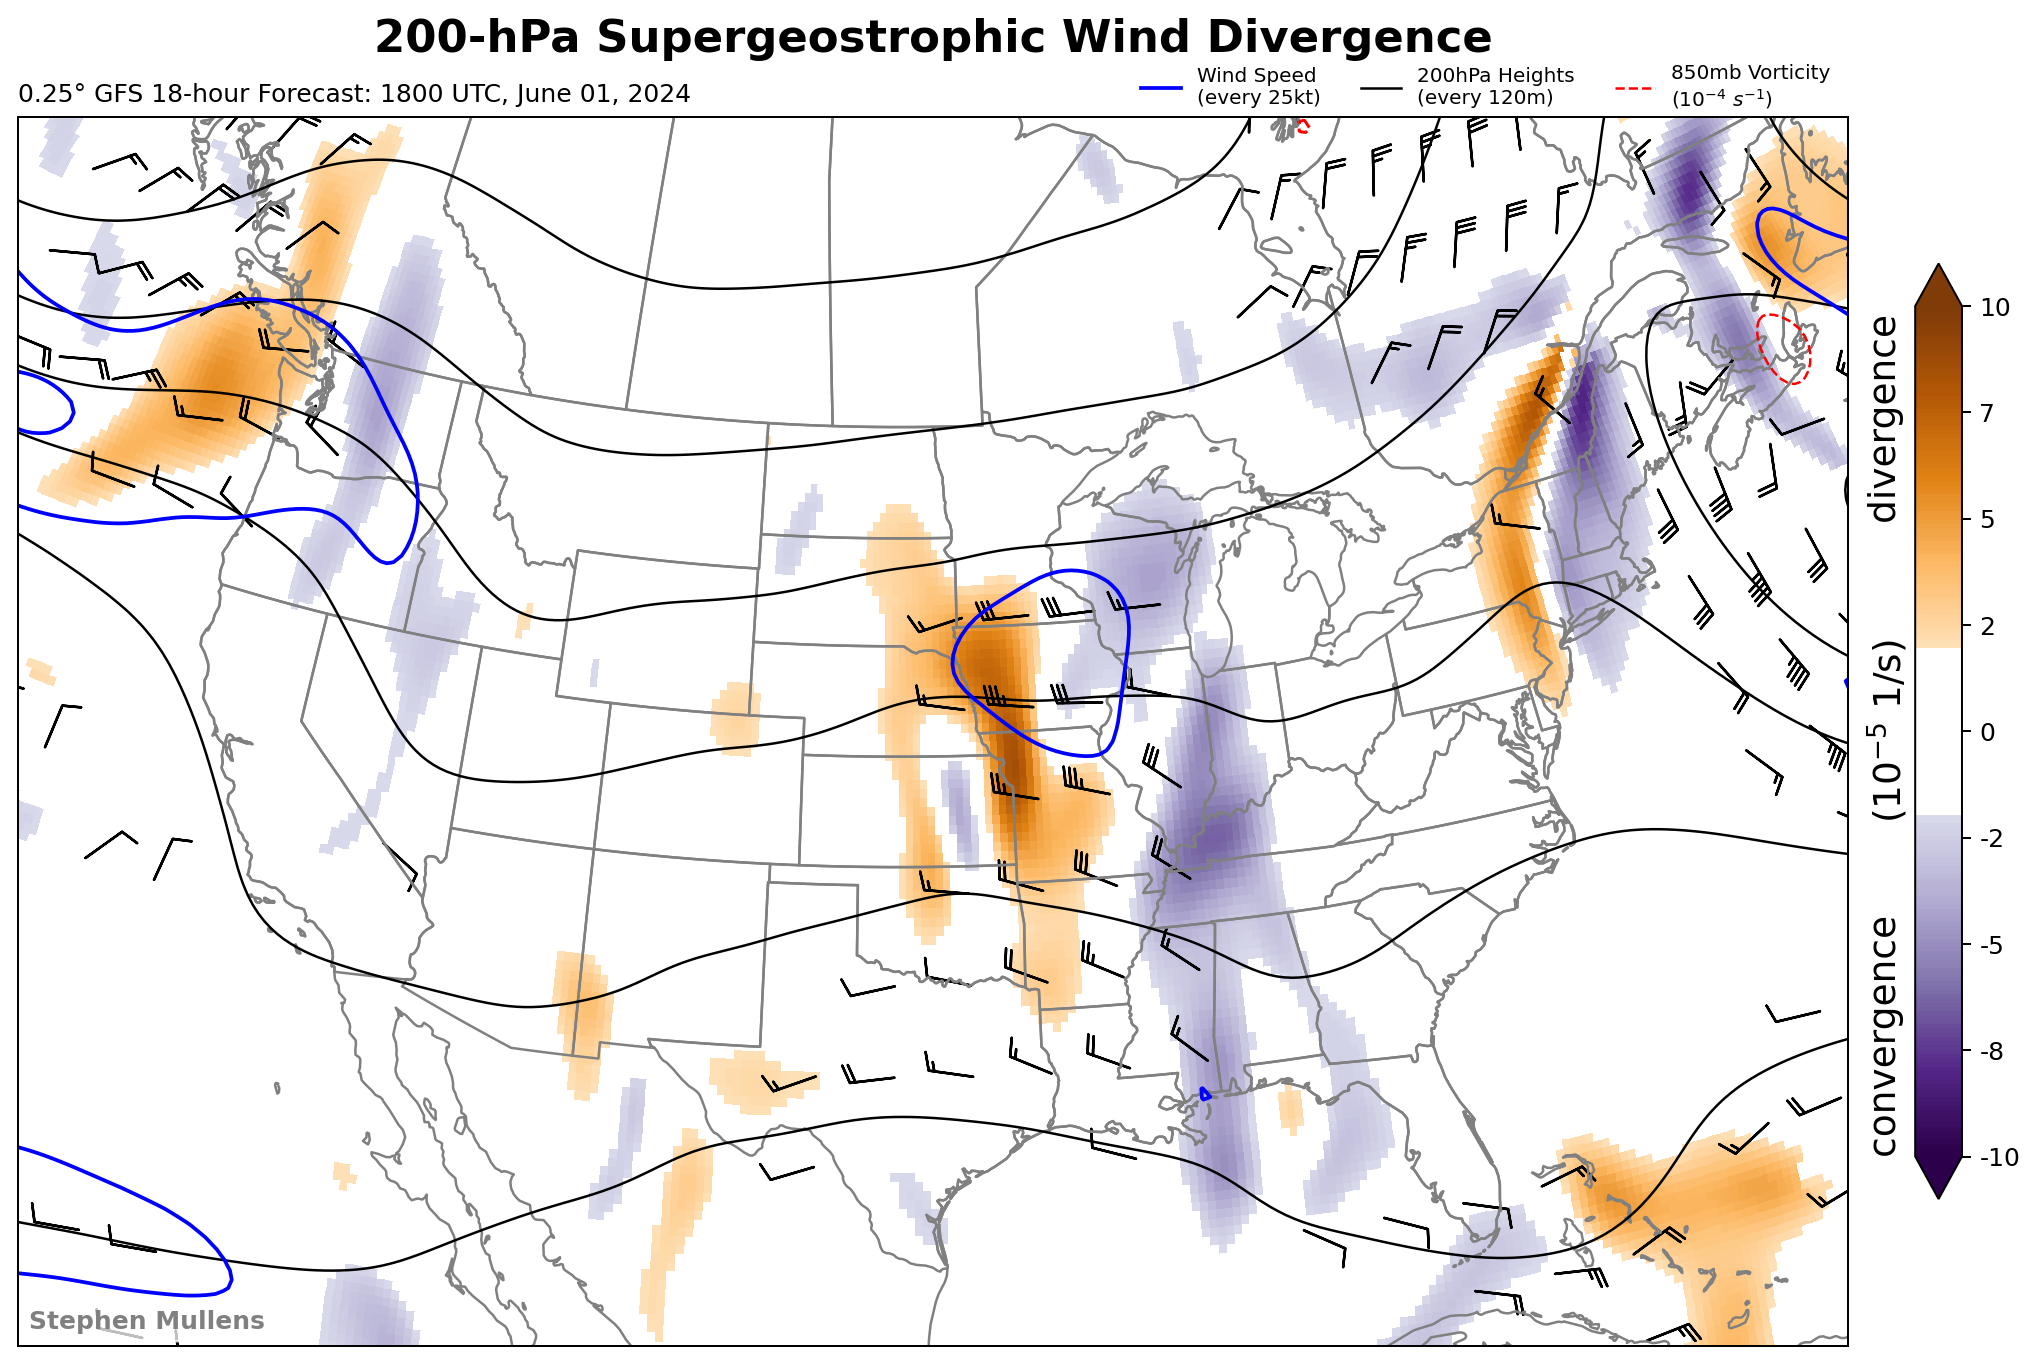 200-hPa Supergeostrophic Wind Divergence
0.25° GFS 18-hour Forecast: 1800 UTC, June 01, 2024
Wind Speed
(every 25kt)
200hPa Heights
(every 120m)
850mb Vorticity
(10⁻⁴ s⁻¹)
10
7
5
2
0
-2
-5
-8
-10
convergence (10⁻⁵ 1/s) divergence
Stephen Mullens